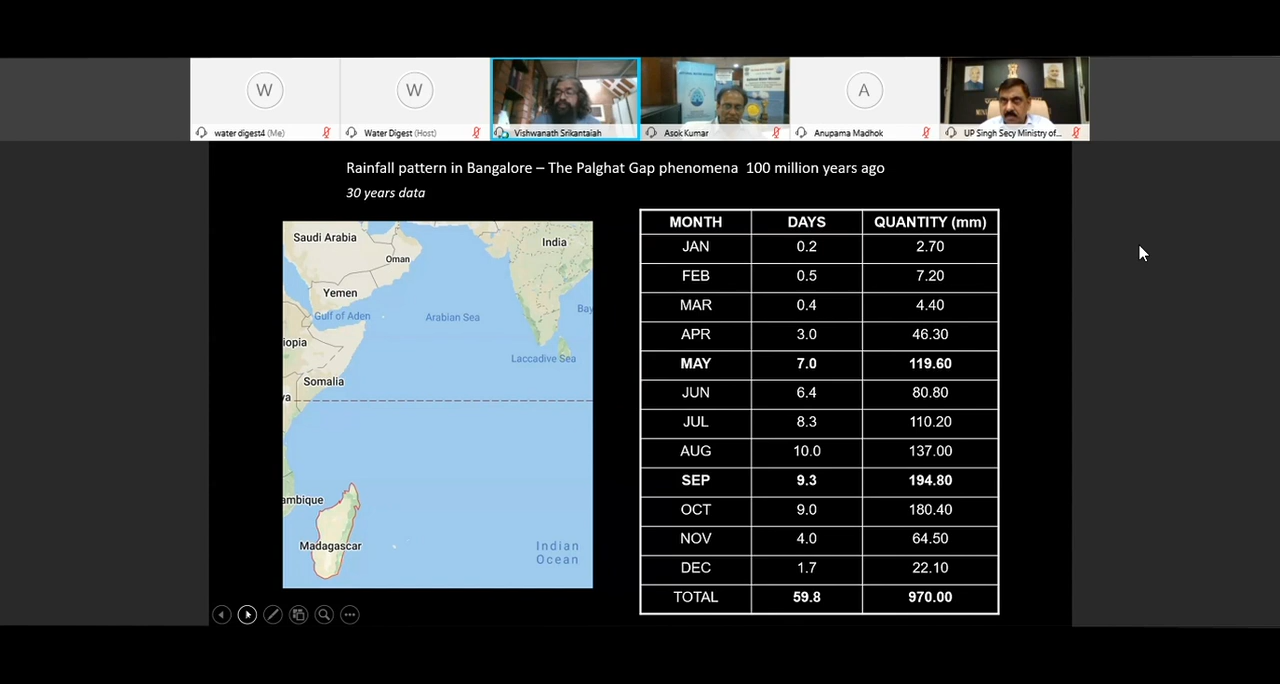 W
W
A
water digest4 (Me)
Water Digest (Host)
Vishwanath Srikantaiah
Asok Kumar
Anupama Madhok
UP Singh Secy Ministry of...
Rainfall pattern in Bangalore – The Palghat Gap phenomena 100 million years ago
30 years data
Saudi Arabia
Oman
India
Yemen
Gulf of Aden
Arabian Sea
Bay
iopia
Laccadive Sea
Somalia
ya
ambique
Madagascar
Indian
Ocean
MONTH DAYS QUANTITY (mm)
JAN 0.2 2.70
FEB 0.5 7.20
MAR 0.4 4.40
APR 3.0 46.30
MAY 7.0 119.60
JUN 6.4 80.80
JUL 8.3 110.20
AUG 10.0 137.00
SEP 9.3 194.80
OCT 9.0 180.40
NOV 4.0 64.50
DEC 1.7 22.10
TOTAL 59.8 970.00